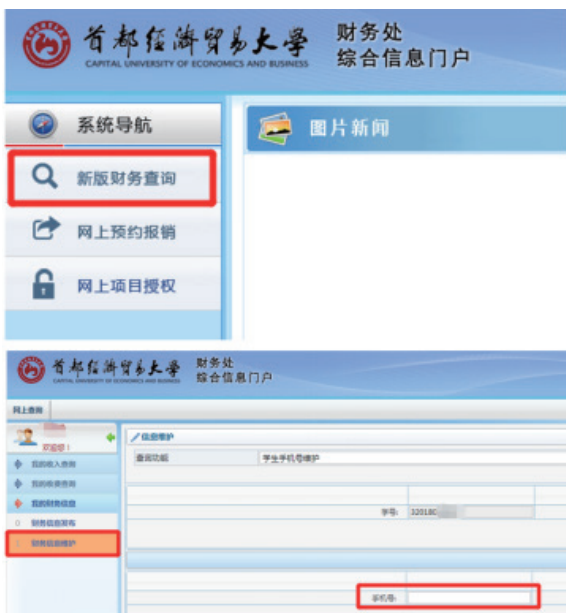 首都经济贸易大学
CAPITAL UNIVERSITY OF ECONOMICS AND BUSINESS
财务处
综合信息门户
系统导航
图片新闻
新版财务查询
网上预约报销
网上项目授权
首都经济贸易大学
CAPITAL UNIVERSITY OF ECONOMICS AND BUSINESS
财务处
综合信息门户
网上查询
欢迎您！
信息维护
查询功能
学生手机号维护
我的收入查询
我的收费查询
我的财务信息
财务信息发布
财务信息维护
学号:
320180
手机号: